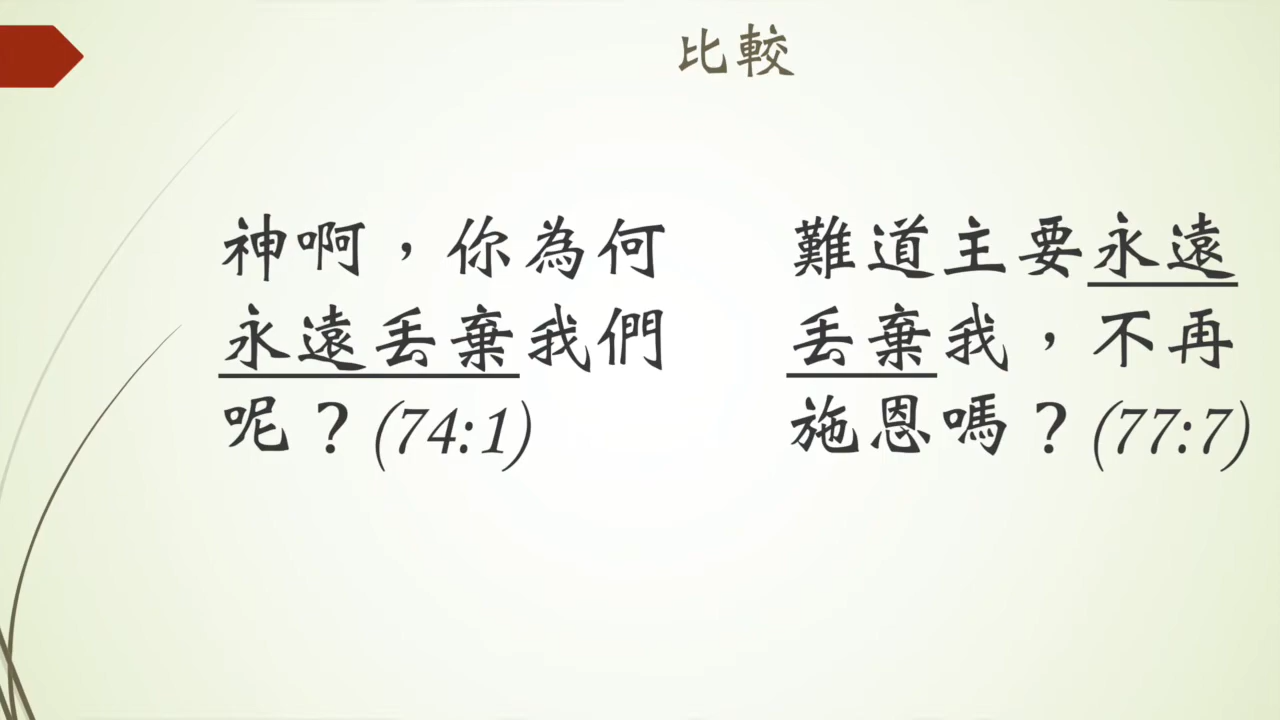 比較
神啊，你為何
永遠丟棄我們
呢？(74:1)
難道主要永遠
丟棄我，不再
施恩嗎？(77:7)